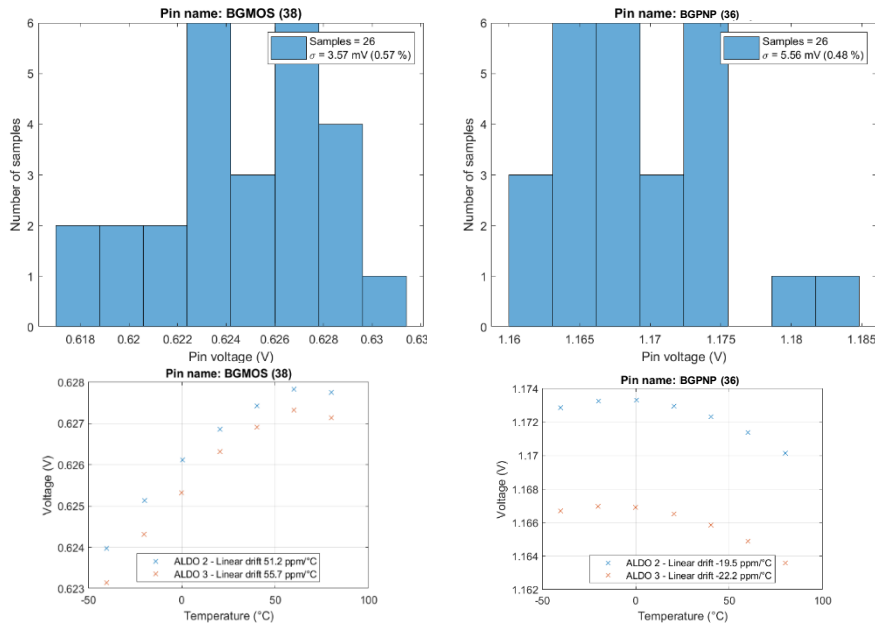 Pin name: BGMOS (38)
Samples = 26
σ = 3.57 mV (0.57 %)
Number of samples
6
5
4
3
2
1
0
0.618
0.62
0.622
0.624
0.626
0.628
0.63
0.63
Pin voltage (V)
Pin name: BGPNP (36)
Samples = 26
σ = 5.56 mV (0.48 %)
Number of samples
6
5
4
3
2
1
0
1.16
1.165
1.17
1.175
1.18
1.185
Pin voltage (V)
Pin name: BGMOS (38)
Voltage (V)
0.628
0.627
0.626
0.625
0.624
0.623
ALDO 2 - Linear drift 51.2 ppm/°C
ALDO 3 - Linear drift 55.7 ppm/°C
-50
0
50
100
Temperature (°C)
Pin name: BGPNP (36)
Voltage (V)
1.174
1.172
1.17
1.168
1.166
1.164
1.162
ALDO 2 - Linear drift -19.5 ppm/°C
ALDO 3 - Linear drift -22.2 ppm/°C
-50
0
50
100
Temperature (°C)